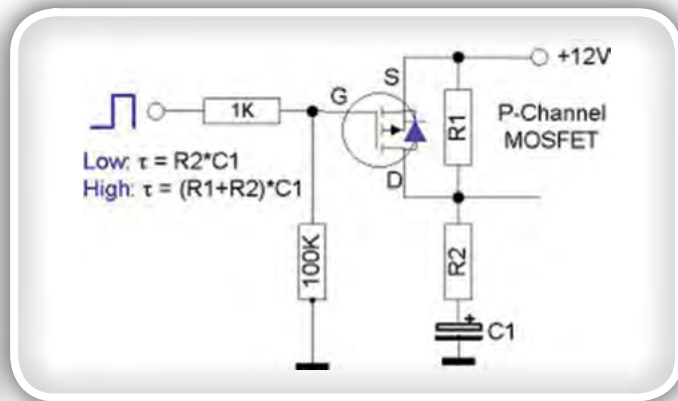 +12V
S
G
1K
R1
P-Channel
MOSFET
Low: τ = R2*C1
High: τ = (R1+R2)*C1
D
100K
R2
+
C1